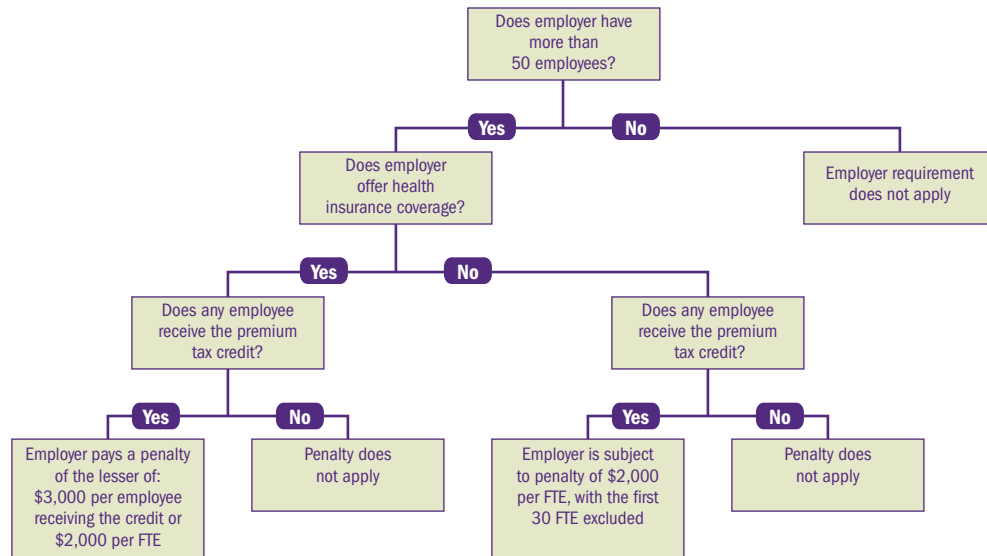 Does employer have
more than
50 employees?
Yes
No
Does employer
offer health
insurance coverage?
Employer requirement
does not apply
Yes
No
Does any employee
receive the premium
tax credit?
Does any employee
receive the premium
tax credit?
Yes
No
Yes
No
Employer pays a penalty
of the lesser of:
$3,000 per employee
receiving the credit or
$2,000 per FTE
Penalty does
not apply
Employer is subject
to penalty of $2,000
per FTE, with the first
30 FTE excluded
Penalty does
not apply